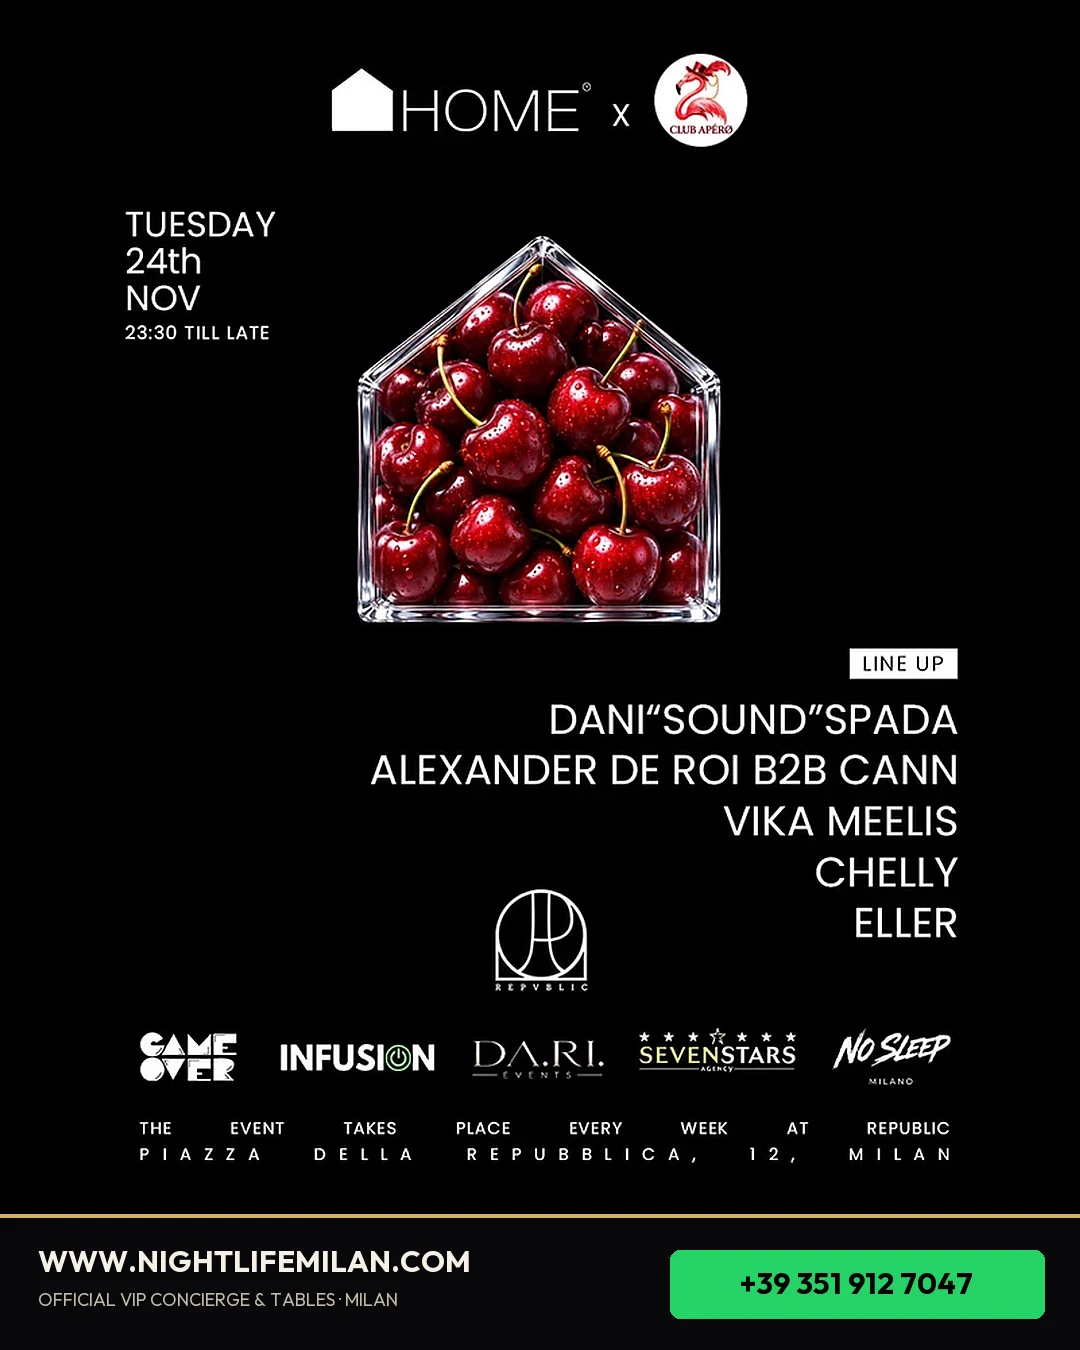 HOME
x
CLUB APÉRØ
TUESDAY
24th
NOV
23:30 TILL LATE
LINE UP
DANI“SOUND”SPADA
ALEXANDER DE ROI B2B CANN
VIKA MEELIS
CHELLY
ELLER
REPVBLIC
GAME
OVER
INFUSION
DA.RI.
EVENTS
SEVENSTARS
AGENCY
NO SLEEP
MILANO
THE EVENT TAKES PLACE EVERY WEEK AT REPUBLIC
PIAZZA DELLA REPUBBLICA, 12, MILAN
WWW.NIGHTLIFEMILAN.COM
OFFICIAL VIP CONCIERGE & TABLES · MILAN
+39 351 912 7047